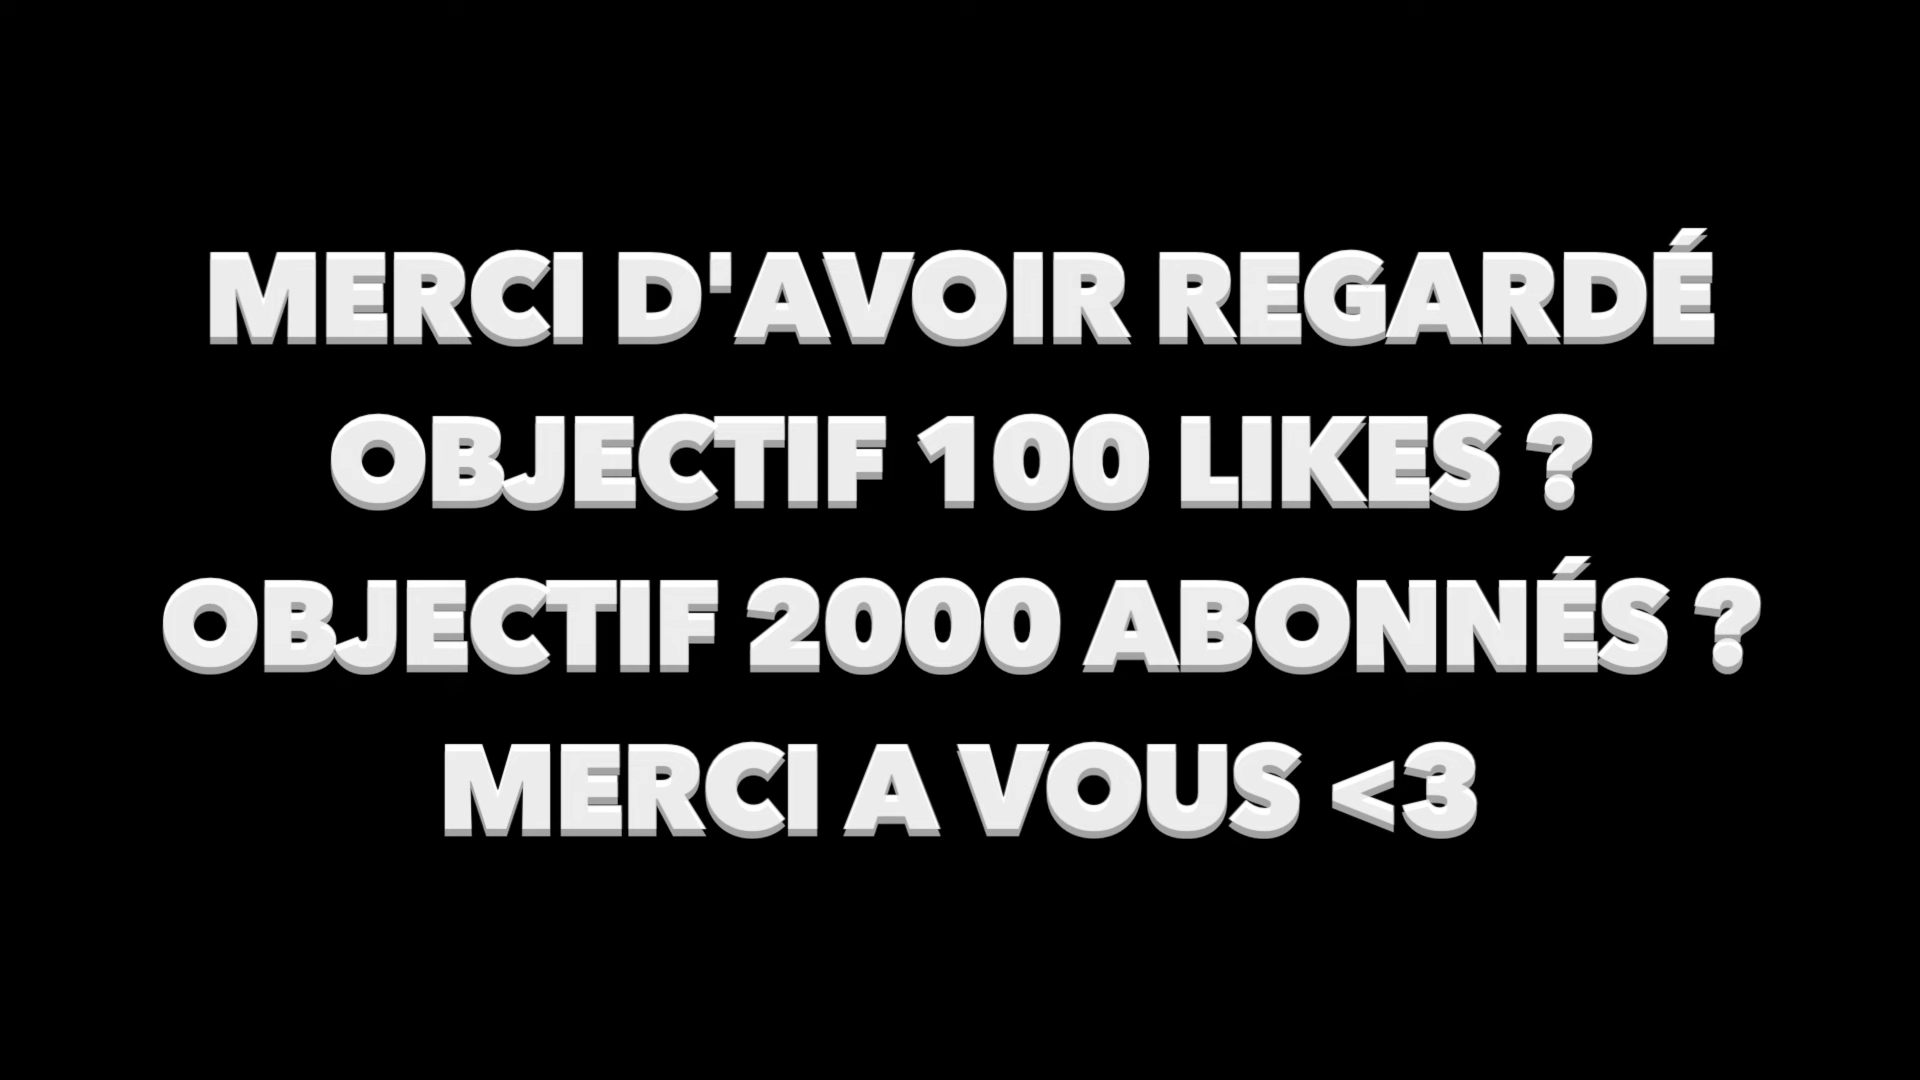 MERCI D'AVOIR REGARDÉ
OBJECTIF 100 LIKES ?
OBJECTIF 2000 ABONNÉS ?
MERCI A VOUS <3